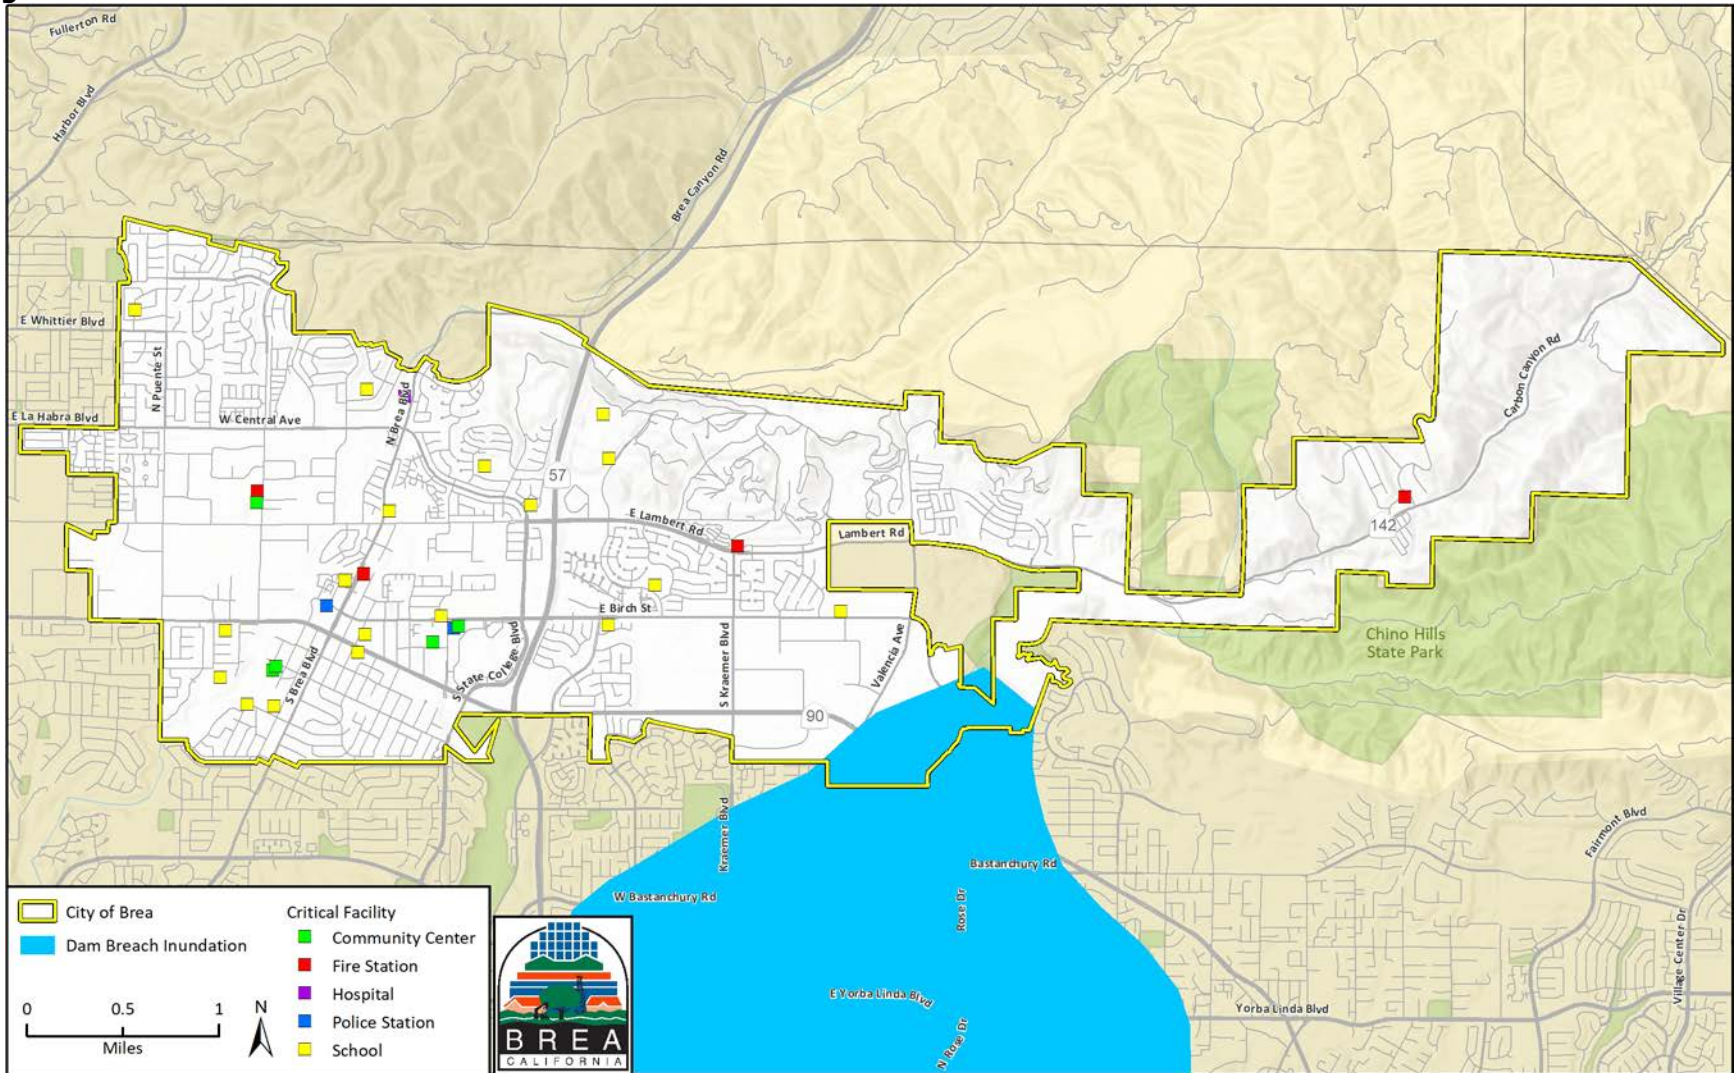 Fullerton Rd
Harbor Blvd
Brea Canyon Rd
E Whittier Blvd
N Puente St
E La Habra Blvd
W Central Ave
N Brea Blvd
Carbon Canyon Rd
57
E Lambert Rd
Lambert Rd
142
E Birch St
Chino Hills
State Park
S Brea Blvd
S State College Blvd
S Kraemer Blvd
Valencia Ave
90
Kraemer Blvd
Fairmont Blvd
Bastanchury Rd
W Bastanchury Rd
Rose Dr
E Yorba Linda Blvd
N Rose Dr
Yorba Linda Blvd
Village Center Dr
City of Brea
Dam Breach Inundation
0 0.5 1
Miles
N
Critical Facility
Community Center
Fire Station
Hospital
Police Station
School
BREA
CALIFORNIA